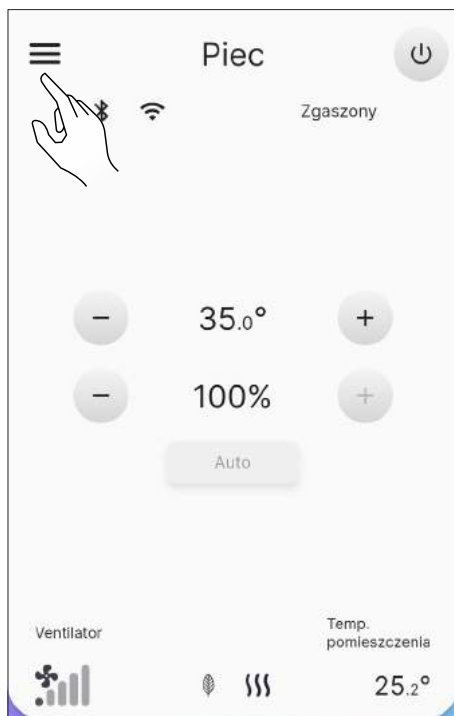 Piec
Zgaszony
− 35.0° +
− 100% +
Auto
Ventilator
Temp.
pomieszczenia
25.2°